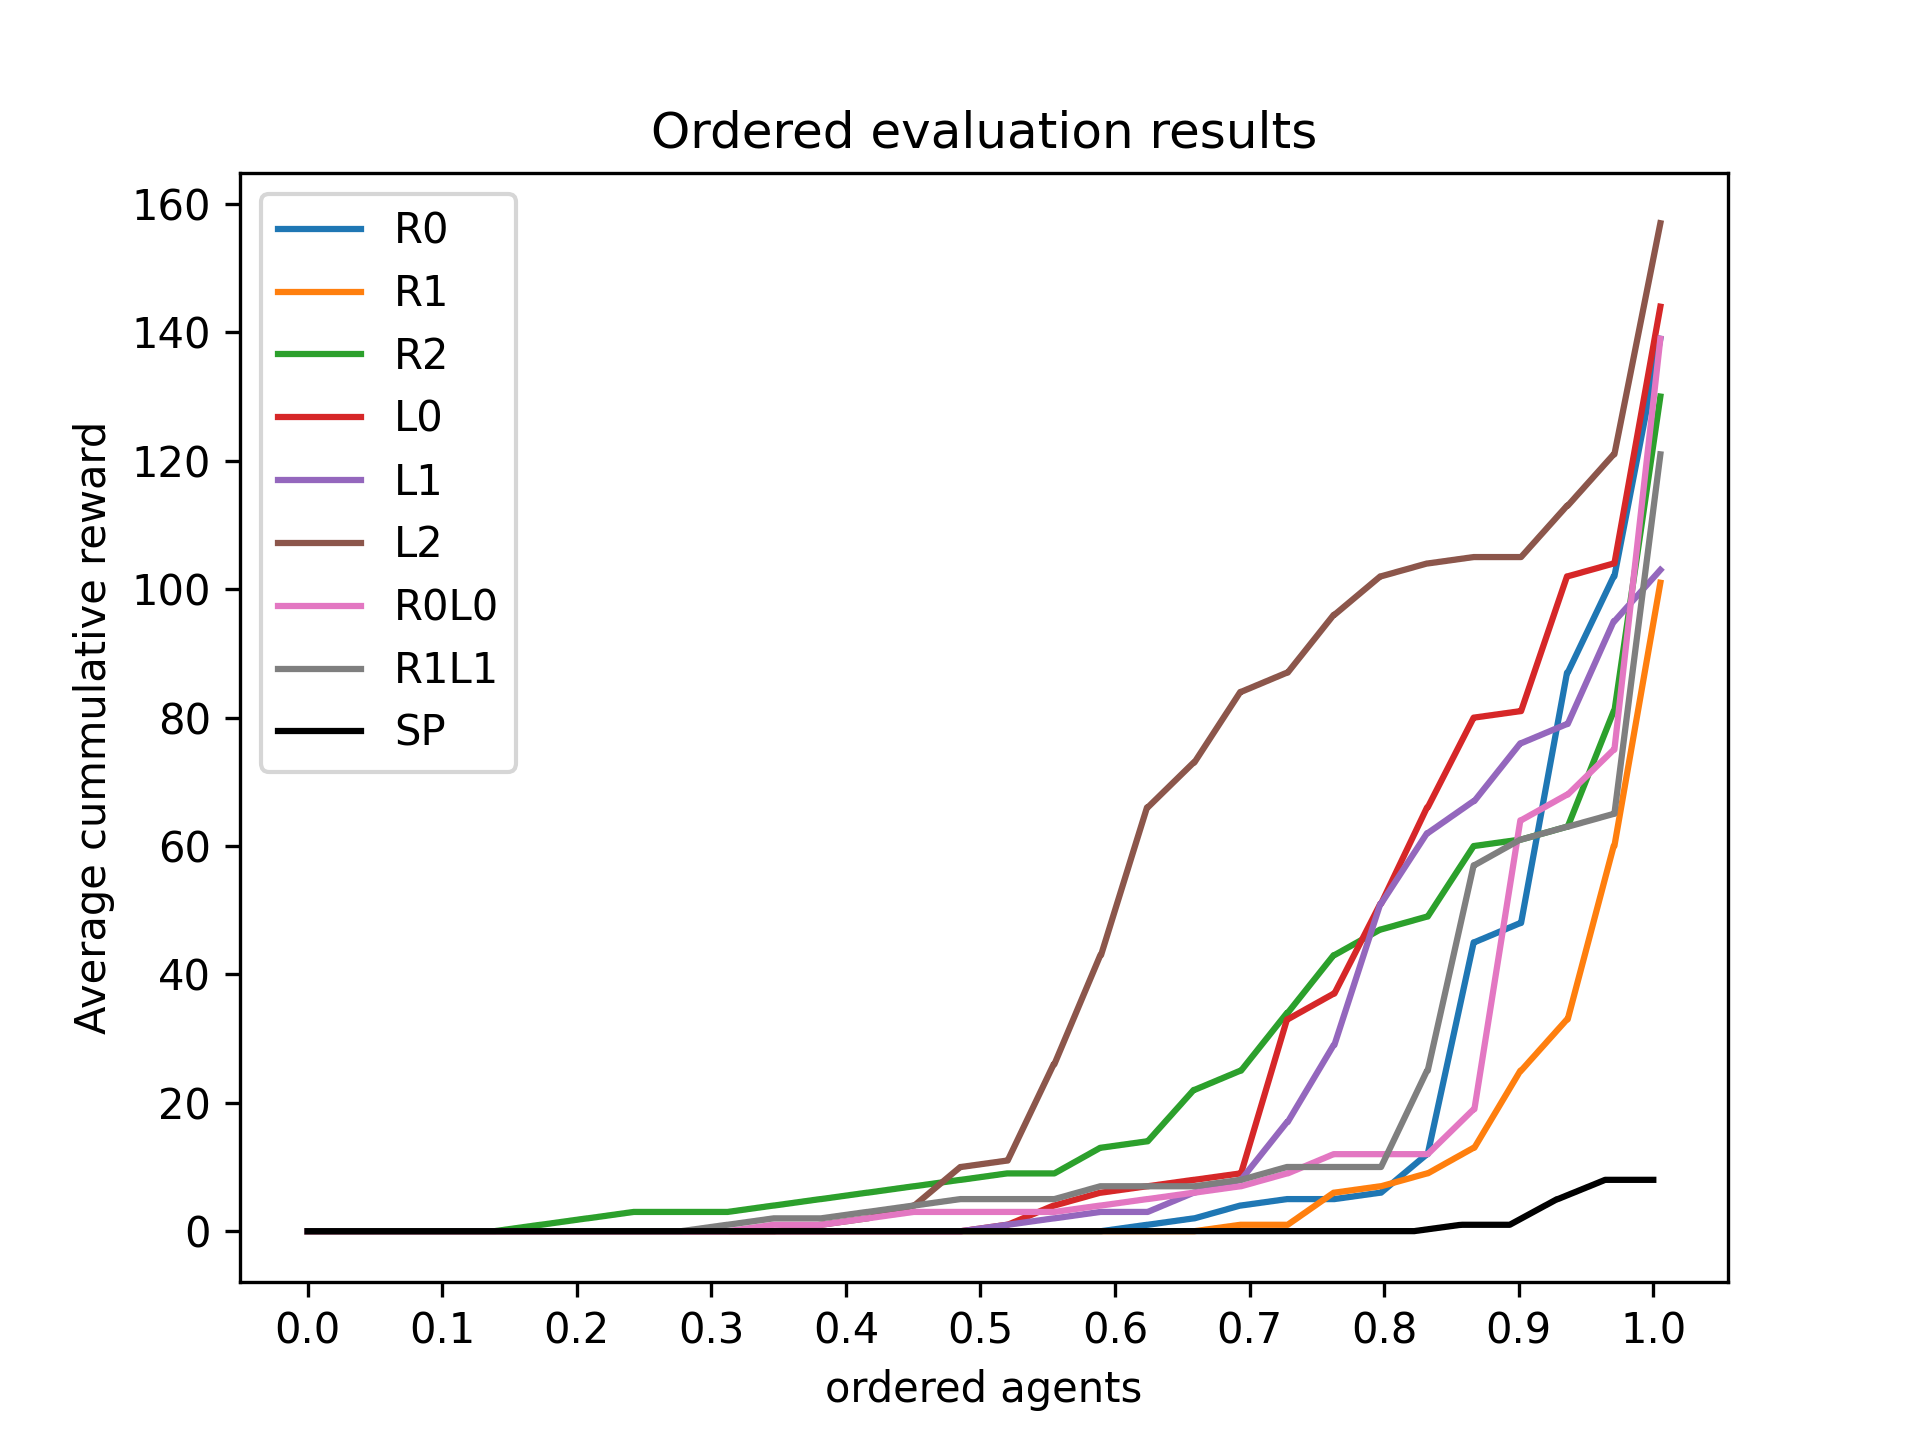 Ordered evaluation results
Average cummulative reward
160
140
120
100
80
60
40
20
0
R0
R1
R2
L0
L1
L2
R0L0
R1L1
SP
0.0 0.1 0.2 0.3 0.4 0.5 0.6 0.7 0.8 0.9 1.0
ordered agents